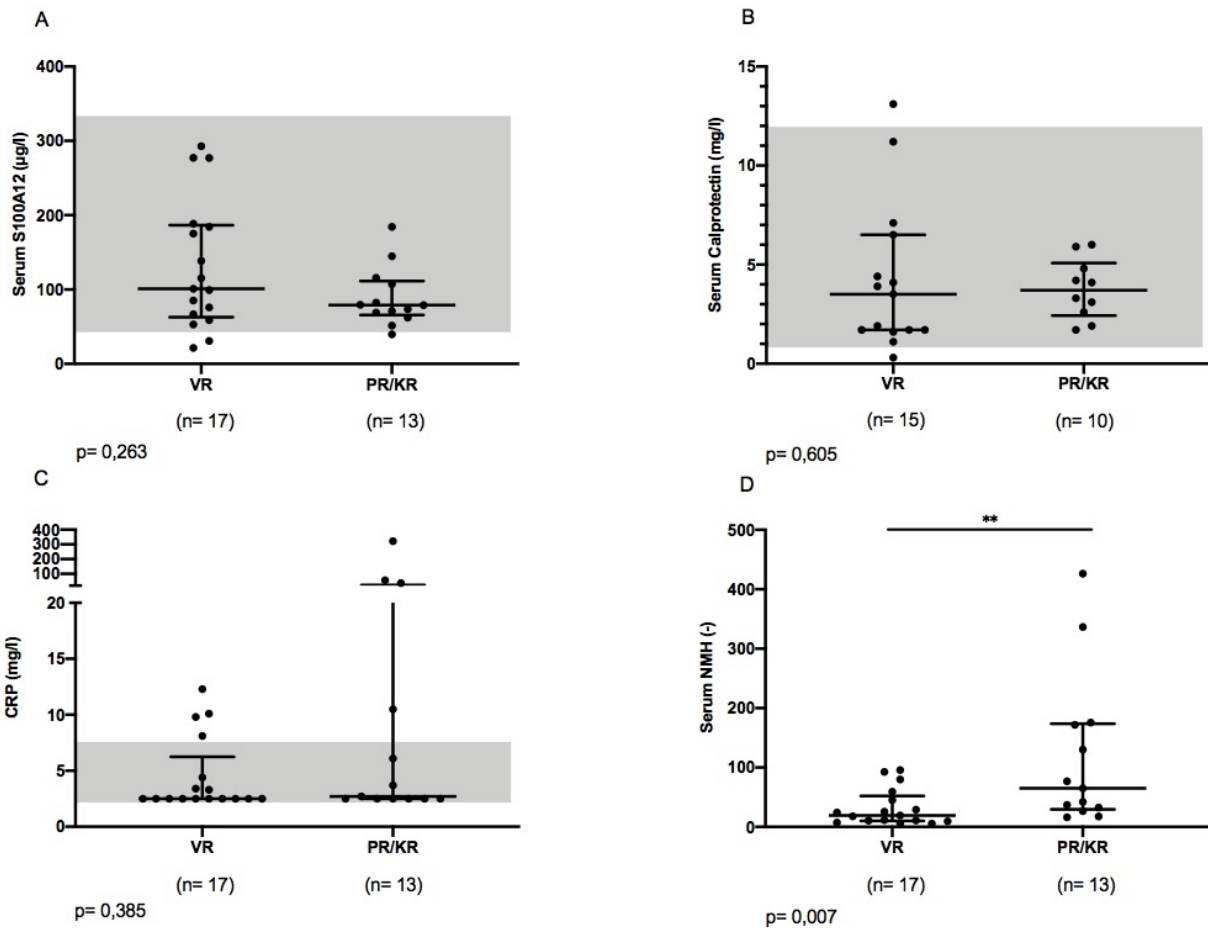 A
Serum S100A12 (µg/l)
400
300
200
100
0
VR
PR/KR
(n= 17)
(n= 13)
p= 0,263
B
Serum Calprotectin (mg/l)
15
10
5
0
VR
PR/KR
(n= 15)
(n= 10)
p= 0,605
C
CRP (mg/l)
400
300
200
100
20
15
10
5
0
VR
PR/KR
(n= 17)
(n= 13)
p= 0,385
D
Serum NMH (-)
**
500
400
300
200
100
0
VR
PR/KR
(n= 17)
(n= 13)
p= 0,007